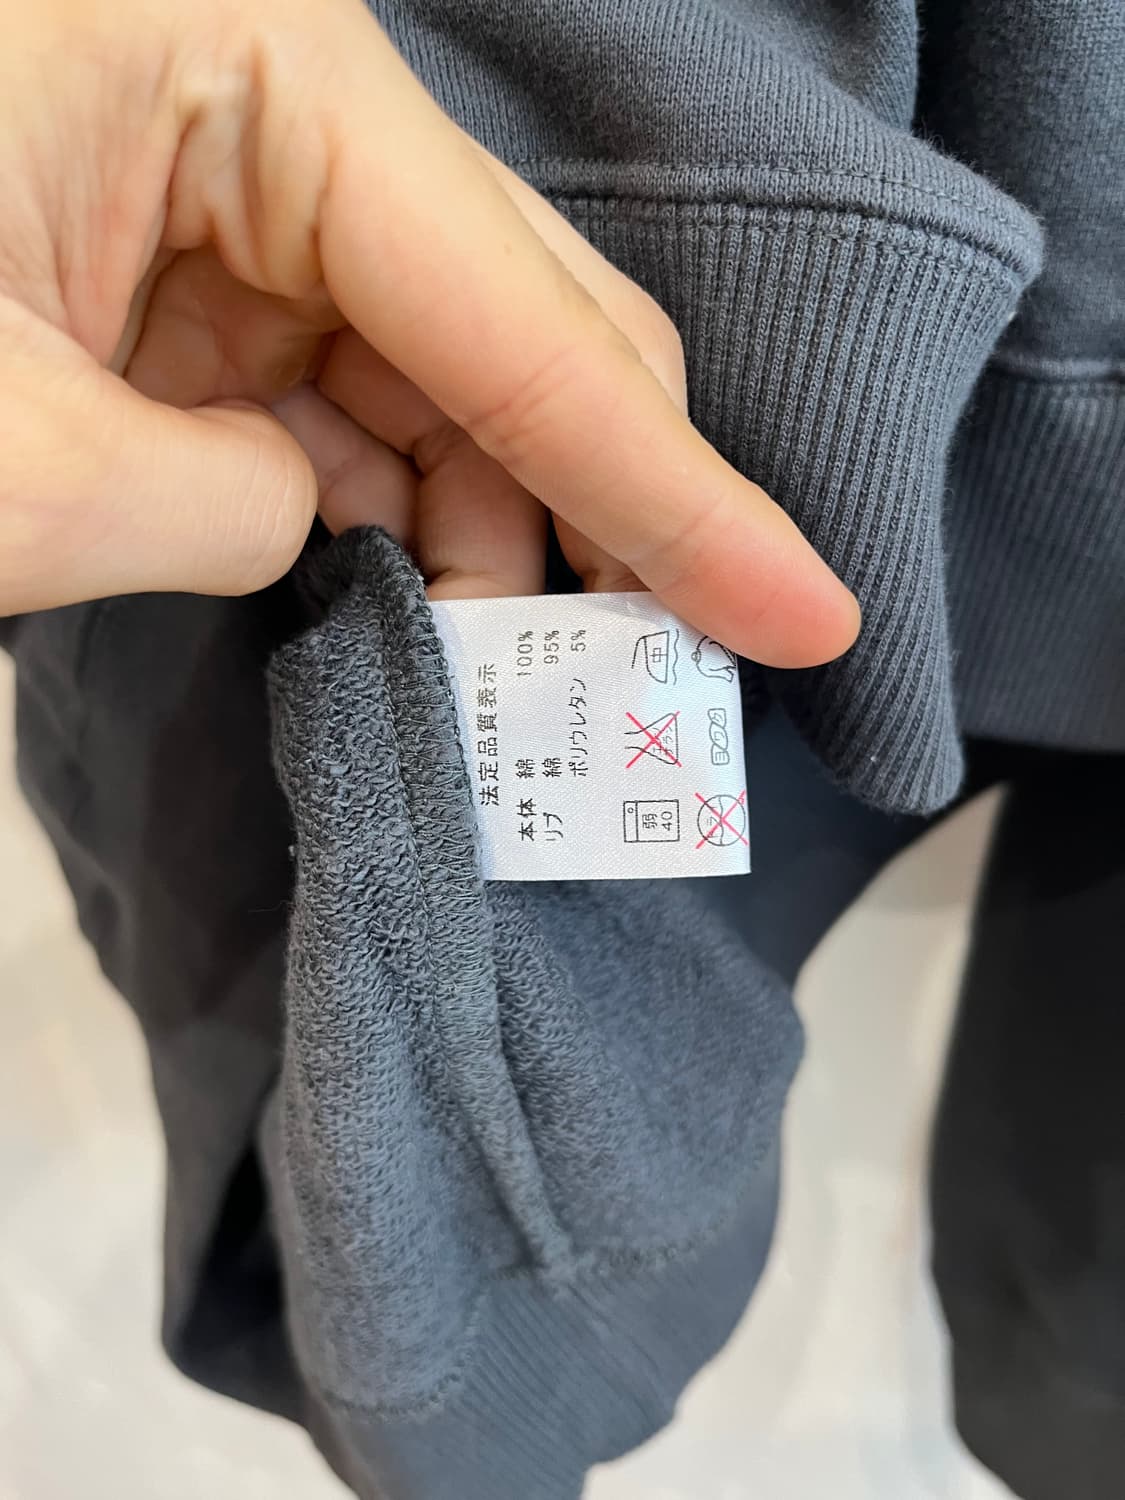 法定品質表示
本体 綿 100%
リブ 綿 95%
ポリウレタン 5%
弱
40
中